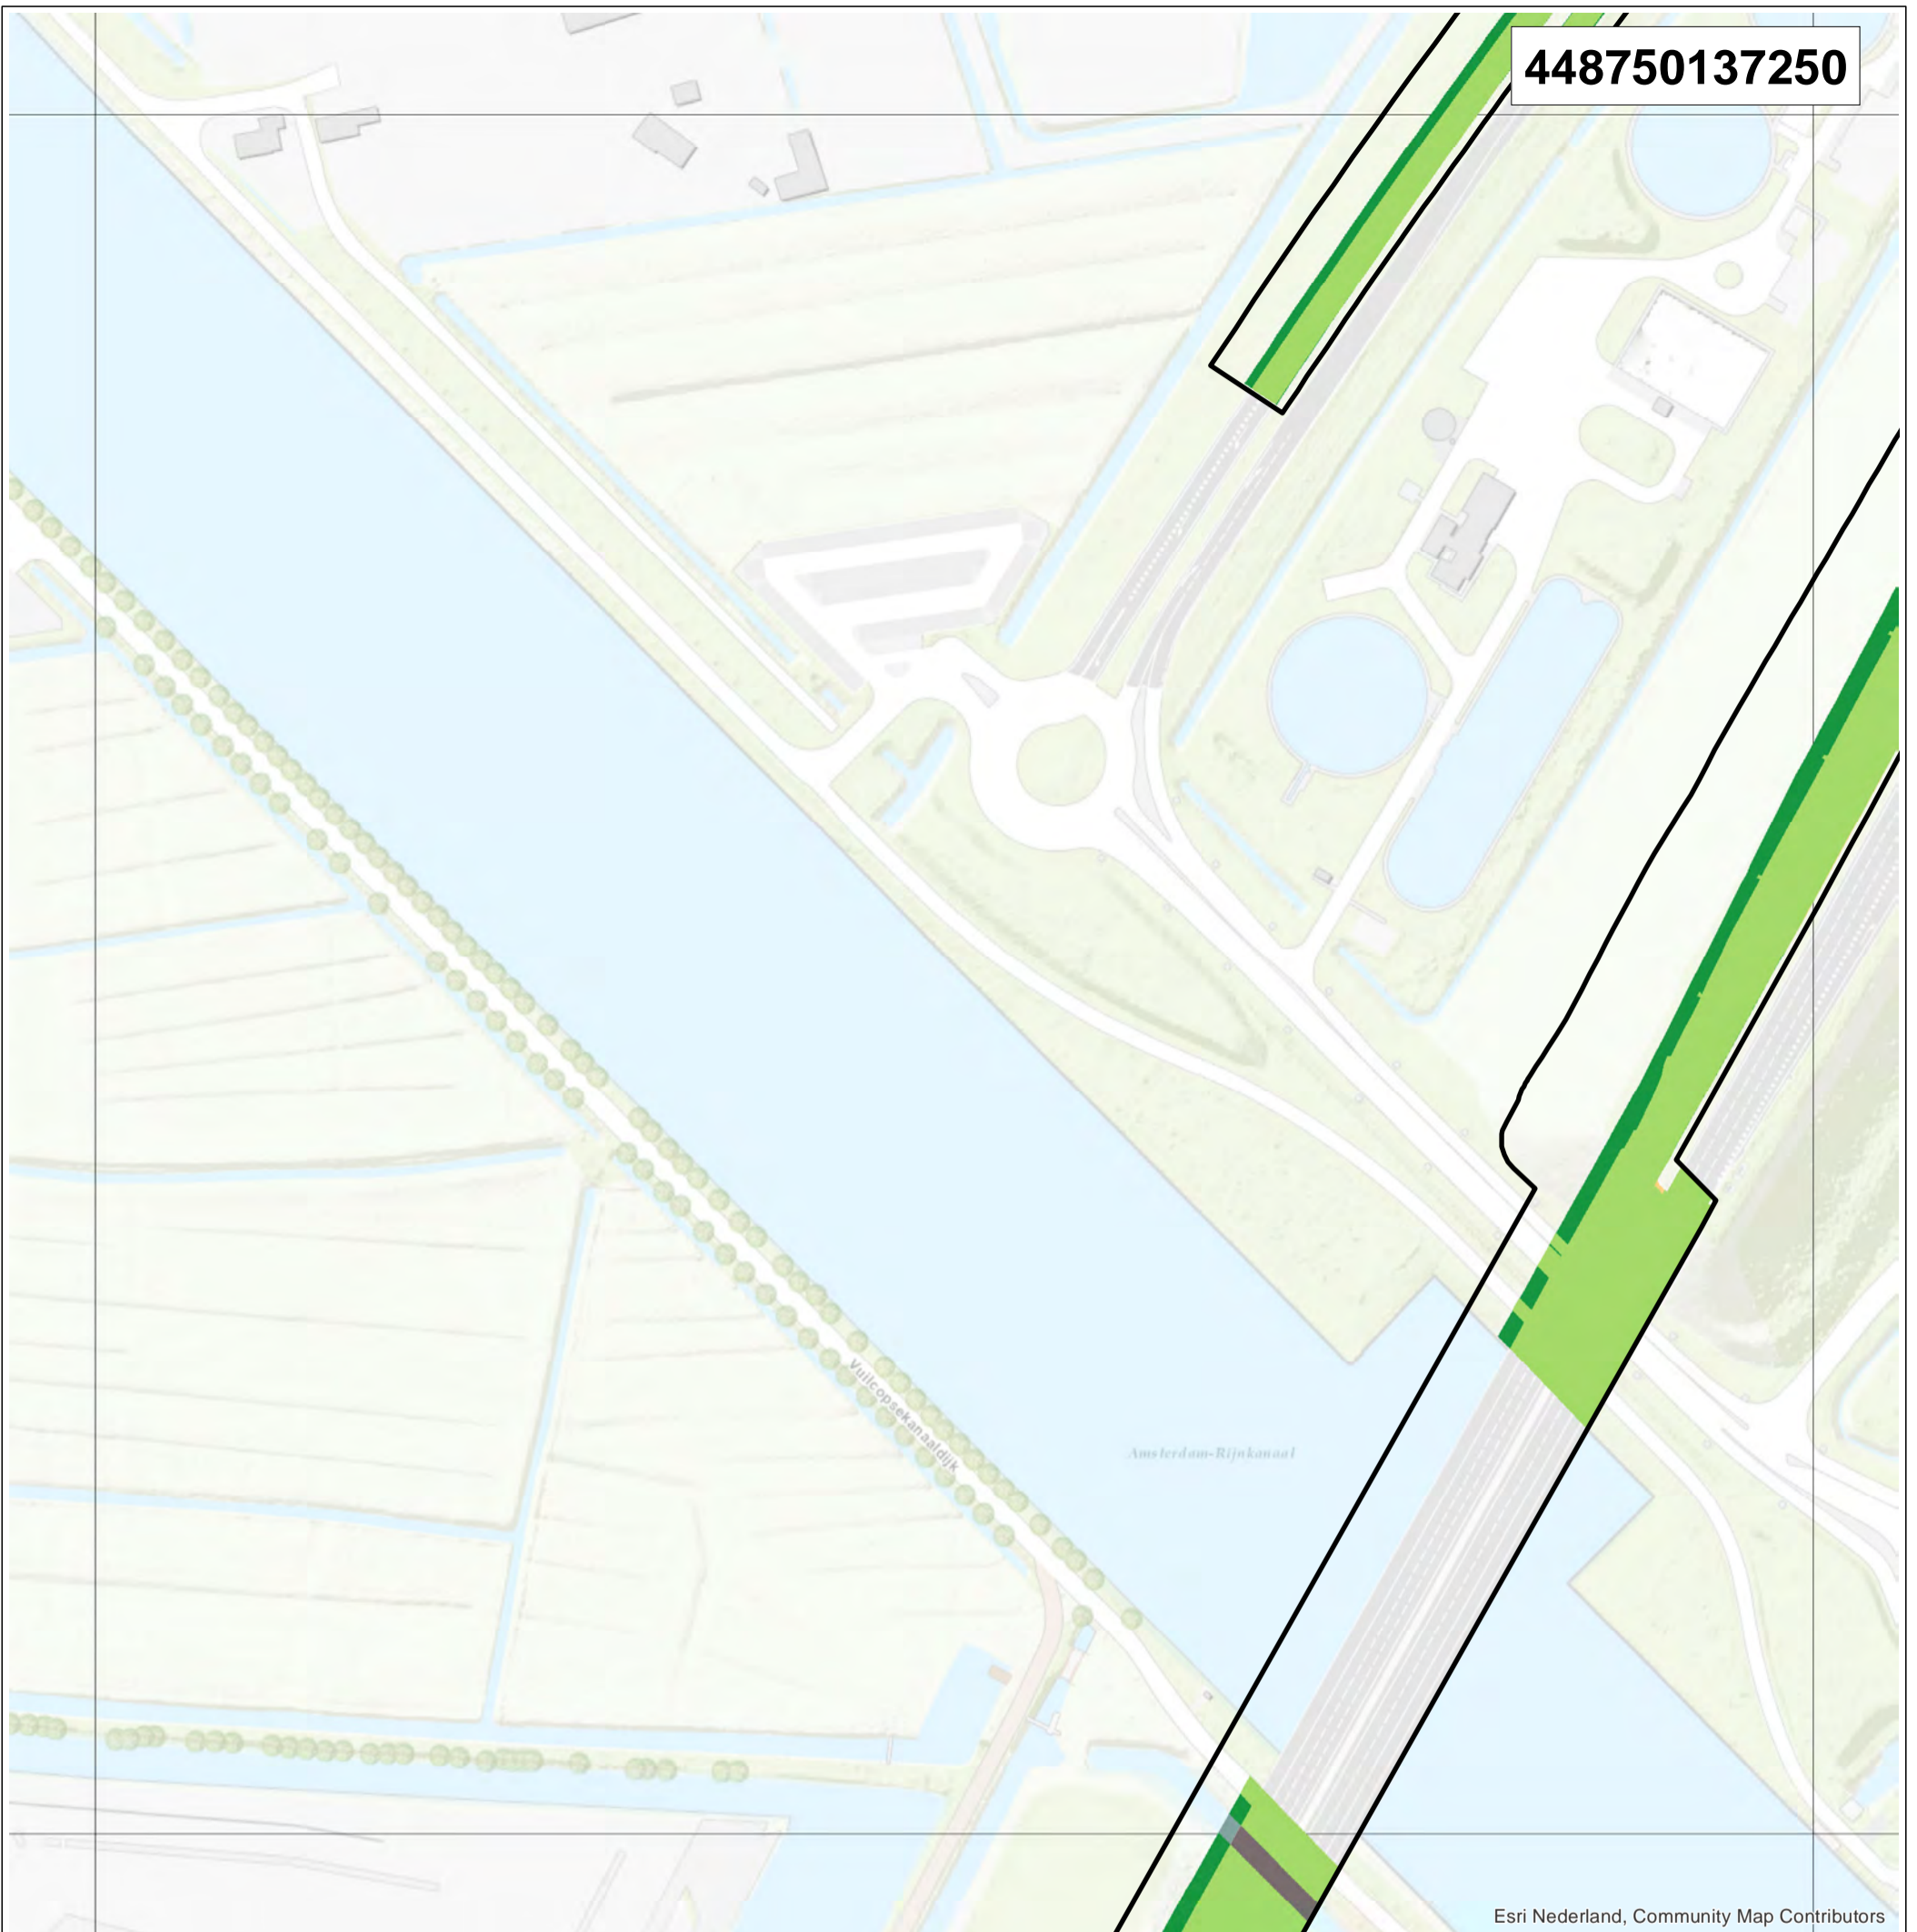 448750137250
Vuilcopsekanaaldijk
Amsterdam-Rijnkanaal
Esri Nederland, Community Map Contributors